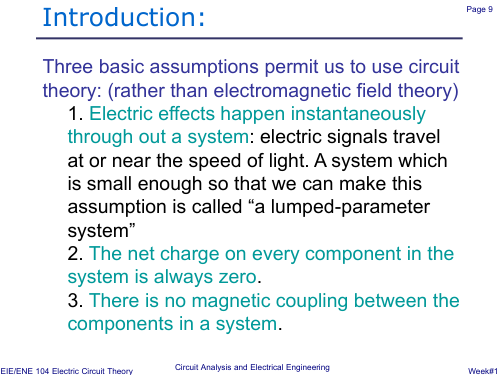 Introduction:
Page 9
Three basic assumptions permit us to use circuit
theory: (rather than electromagnetic field theory)
1. Electric effects happen instantaneously
through out a system: electric signals travel
at or near the speed of light. A system which
is small enough so that we can make this
assumption is called “a lumped-parameter
system”
2. The net charge on every component in the
system is always zero.
3. There is no magnetic coupling between the
components in a system.
EIE/ENE 104 Electric Circuit Theory
Circuit Analysis and Electrical Engineering
Week#1